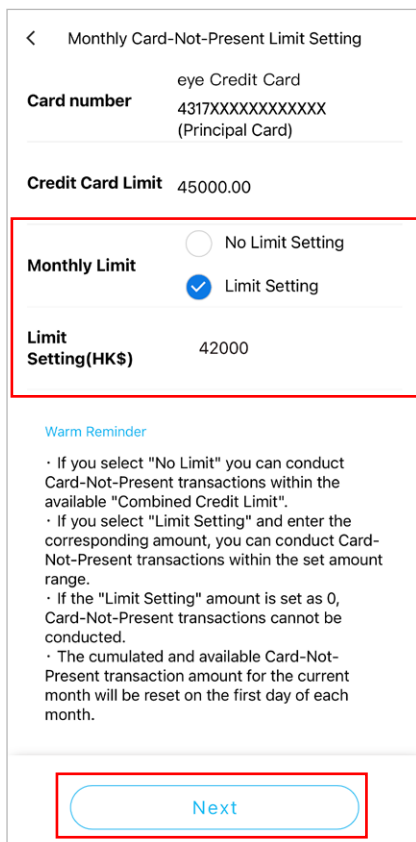 Monthly Card-Not-Present Limit Setting
eye Credit Card
Card number
4317XXXXXXXXXXXX
(Principal Card)
Credit Card Limit 45000.00
No Limit Setting
Monthly Limit
Limit Setting
Limit
Setting(HK$)
42000
Warm Reminder
· If you select "No Limit" you can conduct
Card-Not-Present transactions within the
available "Combined Credit Limit".
· If you select "Limit Setting" and enter the
corresponding amount, you can conduct Card-
Not-Present transactions within the set amount
range.
· If the "Limit Setting" amount is set as 0,
Card-Not-Present transactions cannot be
conducted.
· The cumulated and available Card-Not-
Present transaction amount for the current
month will be reset on the first day of each
month.
Next